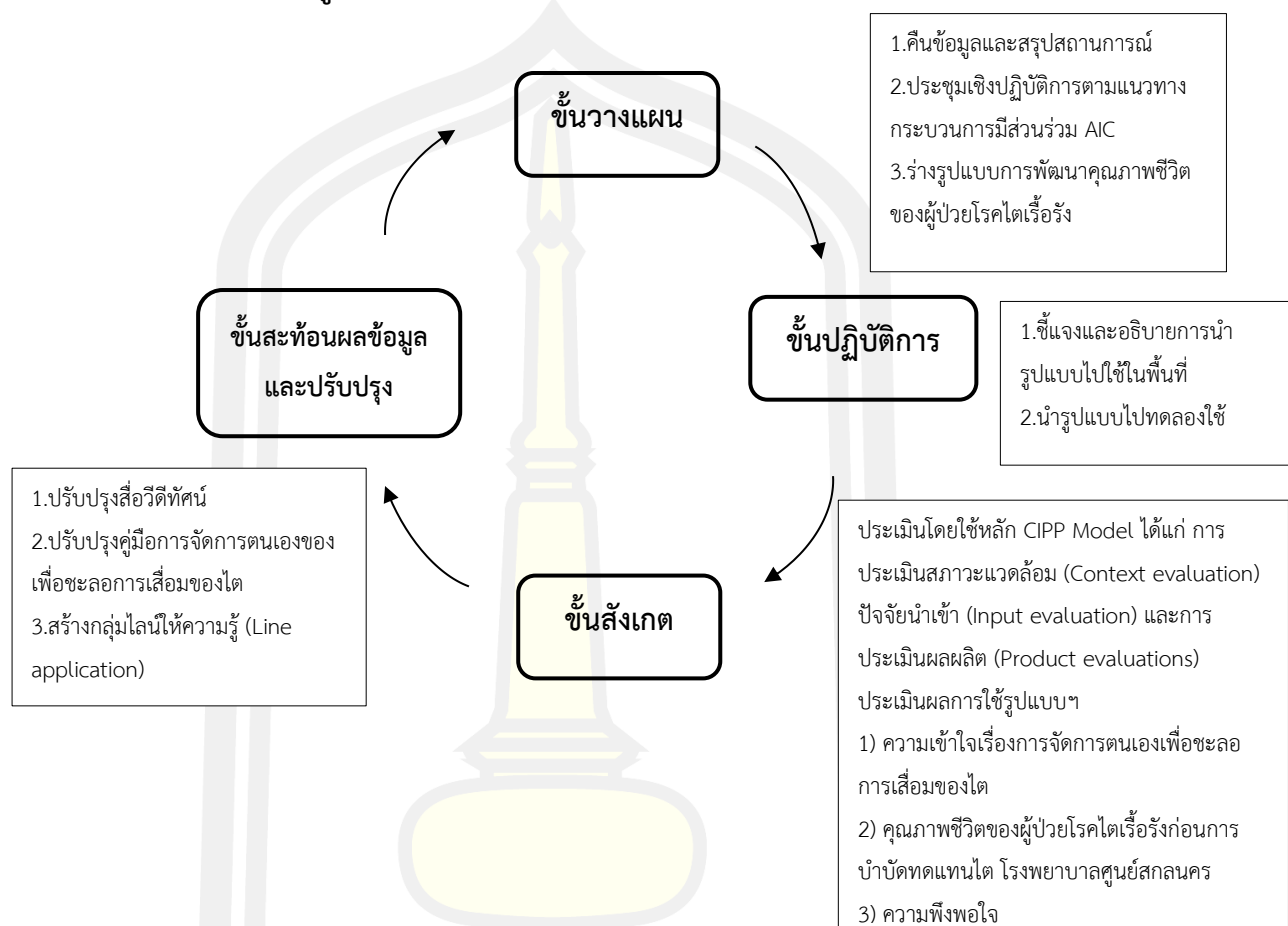 ขั้นวางแผน
1.คืนข้อมูลและสรุปสถานการณ์
2.ประชุมเชิงปฏิบัติการตามแนวทาง
กระบวนการมีส่วนร่วม AIC
3.ร่างรูปแบบการพัฒนาคุณภาพชีวิต
ของผู้ป่วยโรคไตเรื้อรัง
ขั้นปฏิบัติการ
1.ชี้แจงและอธิบายการนำ
รูปแบบไปใช้ในพื้นที่
2.นำรูปแบบไปทดลองใช้
ขั้นสังเกต
ประเมินโดยใช้หลัก CIPP Model ได้แก่ การ
ประเมินสภาวะแวดล้อม (Context evaluation)
ปัจจัยนำเข้า (Input evaluation) และการ
ประเมินผลผลิต (Product evaluations)
ประเมินผลการใช้รูปแบบฯ
1) ความเข้าใจเรื่องการจัดการตนเองเพื่อชะลอ
การเสื่อมของไต
2) คุณภาพชีวิตของผู้ป่วยโรคไตเรื้อรังก่อนการ
บำบัดทดแทนไต โรงพยาบาลศูนย์สกลนคร
3) ความพึงพอใจ
ขั้นสะท้อนผลข้อมูล
และปรับปรุง
1.ปรับปรุงสื่อวีดีทัศน์
2.ปรับปรุงคู่มือการจัดการตนเองของ
เพื่อชะลอการเสื่อมของไต
3.สร้างกลุ่มไลน์ให้ความรู้ (Line
application)